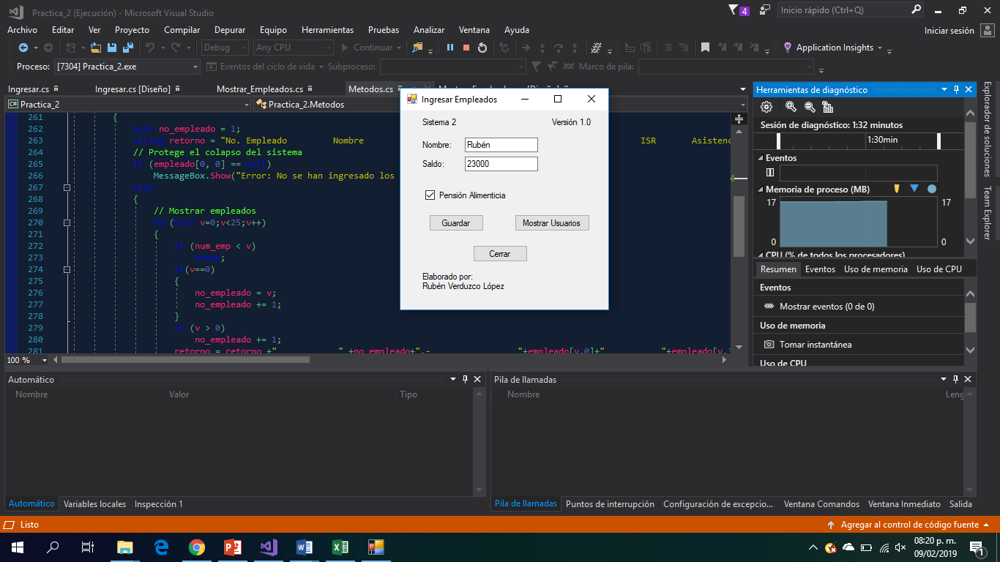 Practica_2 (Ejecución) - Microsoft Visual Studio
4
Inicio rápido (Ctrl+Q)
Archivo Editar Ver Proyecto Compilar Depurar Equipo Herramientas Pruebas Analizar Ventana Ayuda
Iniciar sesión
Debug Any CPU Continuar Application Insights
Proceso: [7304] Practica_2.exe Eventos del ciclo de vida Subproceso: Marco de pila:
Ingresar.cs Ingresar.cs [Diseño] Mostrar_Empleados.cs Metodos.cs
Practica_2 Practica_2.Metodos
261 {
262 byte no_empleado = 1;
263 string retorno = "No. Empleado Nombre ISR Asistenc
264 // Protege el colapso del sistema
265 if (empleado[0, 0] == null)
266 MessageBox.Show("Error: No se han ingresado los
267 else
268 {
269 // Mostrar empleados
270 for(byte v=0;v<25;v++)
271 {
272 if (num_emp < v)
273 break;
274 if(v==0)
275 {
276 no_empleado = v;
277 no_empleado += 1;
278 }
279 if (v > 0)
280 no_empleado += 1;
281 retorno = retorno +" " +no_empleado+".- "+empleado[v,0]+" "+empleado[v,
100 %
Ingresar Empleados
Sistema 2 Versión 1.0
Nombre: Rubén
Saldo: 23000
Pensión Alimenticia
Guardar Mostrar Usuarios
Cerrar
Elaborado por:
Rubén Verduzco López
Herramientas de diagnóstico
Sesión de diagnóstico: 1:32 minutos
1:30min
Eventos
Memoria de proceso (MB)
17 17
0 0
CPU (% de todos los procesadores)
Resumen Eventos Uso de memoria Uso de CPU
Eventos
Mostrar eventos (0 de 0)
Uso de memoria
Tomar instantánea
Uso de CPU
Explorador de soluciones
Team Explorer
Automático
Nombre Valor Tipo
Pila de llamadas
Nombre Leng
Automático Variables locales Inspección 1
Pila de llamadas Puntos de interrupción Configuración de excepcio... Ventana Comandos Ventana Inmediato Salida
Listo
Agregar al control de código fuente
08:20 p. m.
09/02/2019
1